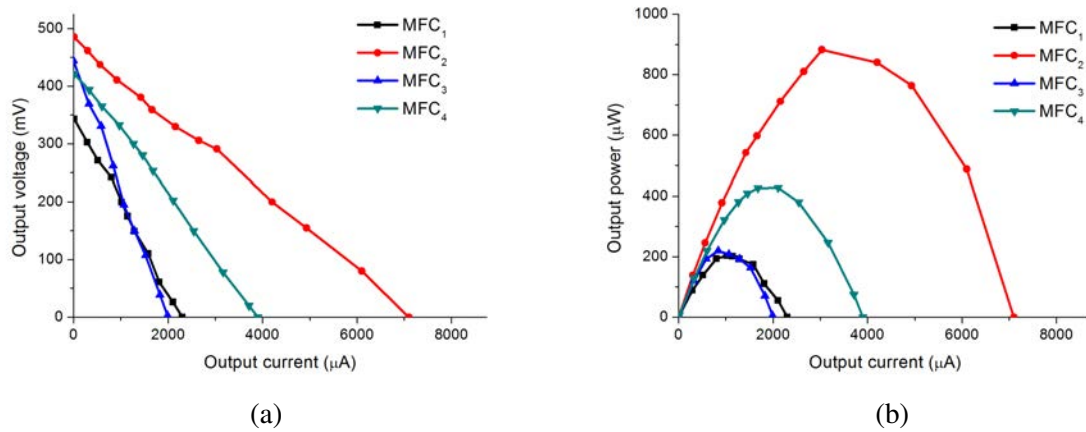 500
400
300
200
100
0
0
2000
4000
6000
8000
Output voltage (mV)
Output current (μA)
MFC1
MFC2
MFC3
MFC4
(a)
1000
800
600
400
200
0
0
2000
4000
6000
8000
Output power (μW)
Output current (μA)
MFC1
MFC2
MFC3
MFC4
(b)